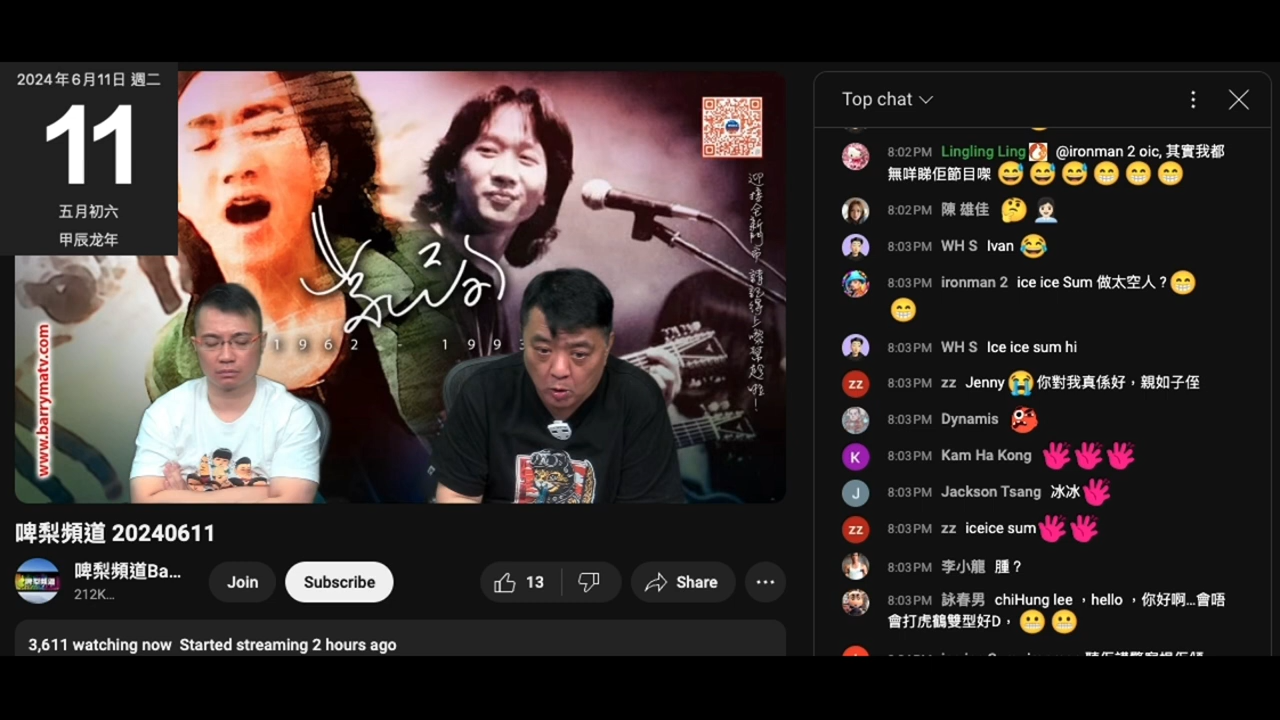 2024年6月11日 週二
11
五月初六
甲辰龙年
家駒
1962 - 1993
www.barrymatv.com
啤梨頻道 20240611
啤梨頻道Ba...
212K...
Join
Subscribe
13
Share
3,611 watching now Started streaming 2 hours ago
Top chat
8:02PM Lingling Ling @ironman 2 oic, 其實我都
無咩睇佢節目㗎 😅😅😅😁😁😁
8:02PM 陳 雄佳 🤔🧑🏻‍💼
8:03PM WH S Ivan 😂
8:03PM ironman 2 ice ice Sum 做太空人？😁
😁
8:03PM WH S Ice ice sum hi
8:03PM zz Jenny😭你對我真係好，親如子侄
8:03PM Dynamis
8:03PM Kam Ha Kong
8:03PM Jackson Tsang 冰冰
8:03PM zz iceice sum
8:03PM 李小龍 腫？
8:03PM 詠春男 chiHung lee ，hello ，你好啊...會唔
會打虎鶴雙型好D，😬😬